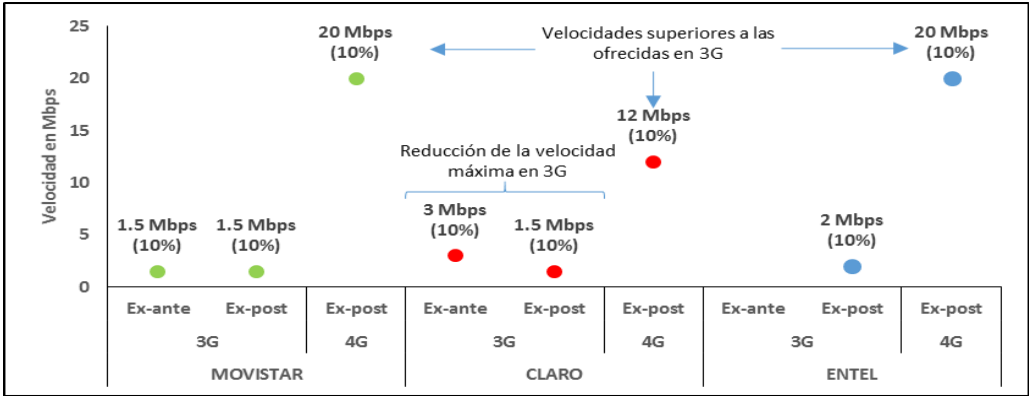 25
20
15
10
5
0
Velocidad en Mbps
1.5 Mbps
(10%)
1.5 Mbps
(10%)
20 Mbps
(10%)
Velocidades superiores a las
ofrecidas en 3G
Reducción de la velocidad
máxima en 3G
3 Mbps
(10%)
1.5 Mbps
(10%)
12 Mbps
(10%)
2 Mbps
(10%)
20 Mbps
(10%)
Ex-ante Ex-post Ex-post Ex-ante Ex-post Ex-post Ex-ante Ex-post Ex-post
3G 4G 3G 4G 3G 4G
MOVISTAR CLARO ENTEL